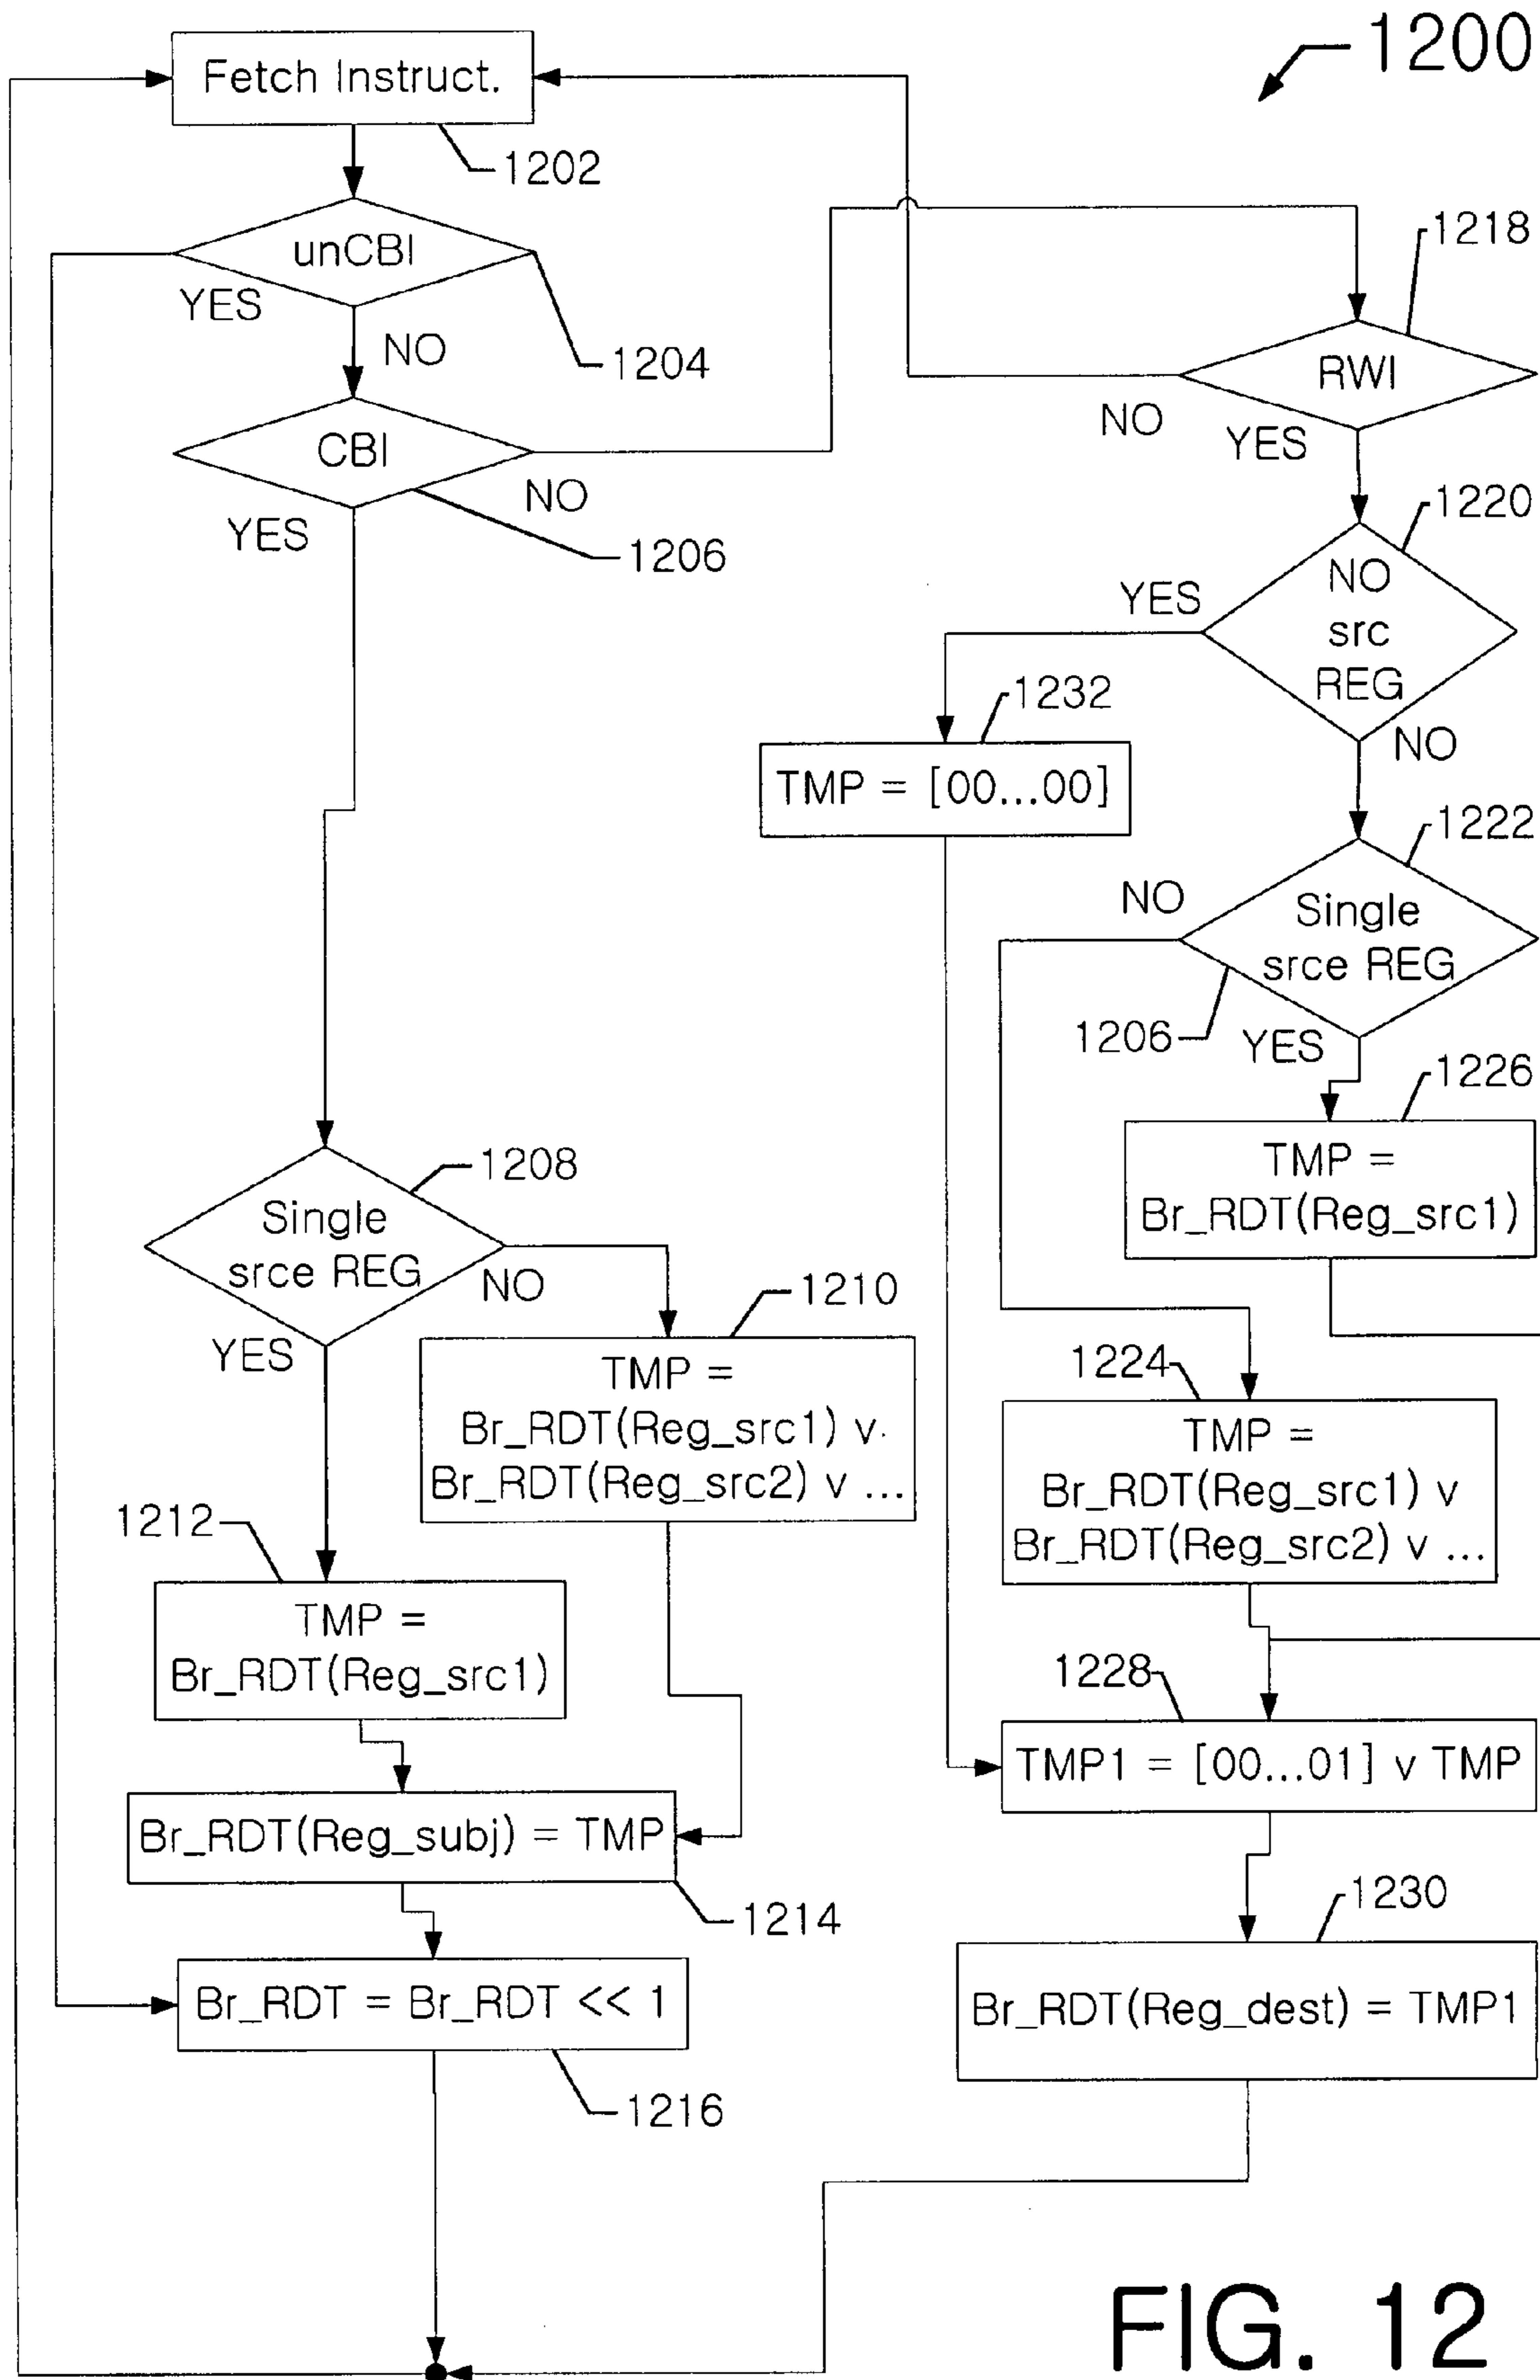 1200
Fetch Instruct.
1202
unCBI
YES
NO
1204
CBI
YES
NO
1206
1218
RWI
NO
YES
1220
NO
src
REG
YES
NO
1232
TMP = [00...00]
1222
Single
srce REG
NO
1206
YES
1226
TMP =
Br_RDT(Reg_src1)
1208
Single
srce REG
NO
YES
1210
TMP =
Br_RDT(Reg_src1) v.
Br_RDT(Reg_src2) v ...
1224
TMP =
Br_RDT(Reg_src1) v
Br_RDT(Reg_src2) v ...
1212
TMP =
Br_RDT(Reg_src1)
1228
TMP1 = [00...01] v TMP
Br_RDT(Reg_subj) = TMP
1214
1230
Br_RDT(Reg_dest) = TMP1
Br_RDT = Br_RDT << 1
1216
FIG. 12